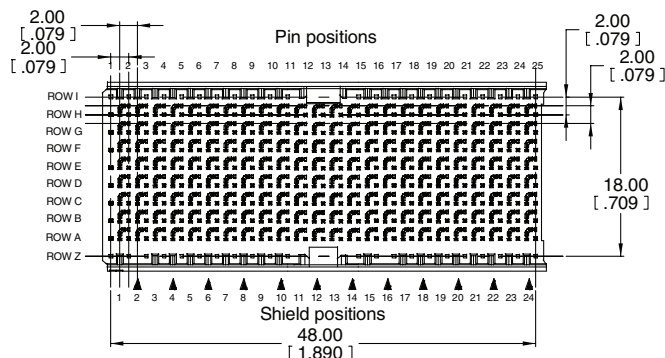 2.00
[ .079 ]
2.00
[ .079 ]
Pin positions
2.00
[ .079 ]
2.00
[ .079 ]
1 2 3 4 5 6 7 8 9 10 11 12 13 14 15 16 17 18 19 20 21 22 23 24 25
ROW I
ROW H
ROW G
ROW F
ROW E
ROW D
ROW C
ROW B
ROW A
ROW Z
18.00
[ .709 ]
1 2 3 4 5 6 7 8 9 10 11 12 13 14 15 16 17 18 19 20 21 22 23 24
Shield positions
48.00
[ 1.890 ]